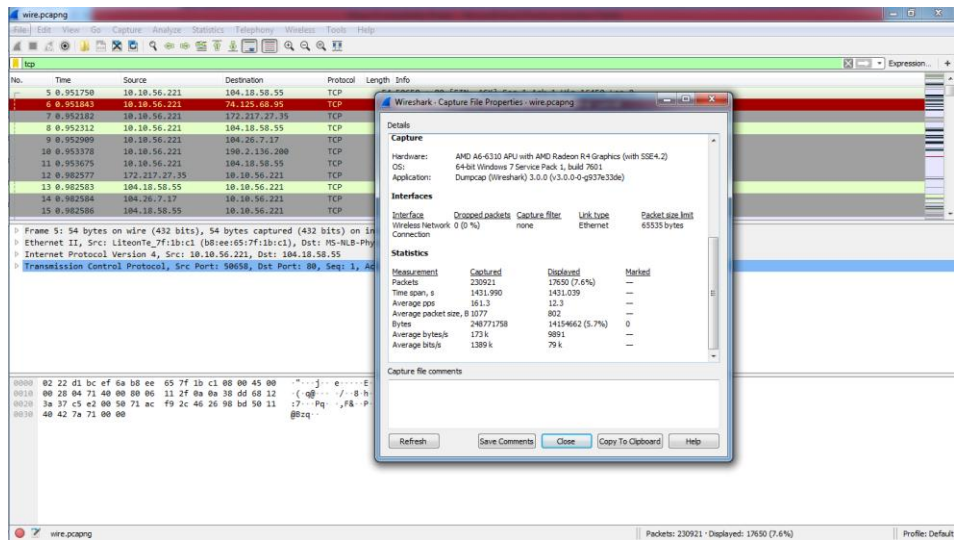 wire.pcapng
File Edit View Go Capture Analyze Statistics Telephony Wireless Tools Help
tcp
Expression... +
No. Time Source Destination Protocol Length Info
5 0.951750 10.10.56.221 104.18.58.55 TCP
6 0.951843 10.10.56.221 74.125.68.95 TCP
7 0.952182 10.10.56.221 172.217.27.35 TCP
8 0.952312 10.10.56.221 104.18.58.55 TCP
9 0.952909 10.10.56.221 104.26.7.17 TCP
10 0.953378 10.10.56.221 190.2.136.200 TCP
11 0.953675 10.10.56.221 104.18.58.55 TCP
12 0.982577 172.217.27.35 10.10.56.221 TCP
13 0.982583 104.18.58.55 10.10.56.221 TCP
14 0.982584 104.26.7.17 10.10.56.221 TCP
15 0.982586 104.18.58.55 10.10.56.221 TCP
Frame 5: 54 bytes on wire (432 bits), 54 bytes captured (432 bits) on in
Ethernet II, Src: LiteonTe_7f:1b:c1 (b8:ee:65:7f:1b:c1), Dst: MS-NLB-Phy
Internet Protocol Version 4, Src: 10.10.56.221, Dst: 104.18.58.55
Transmission Control Protocol, Src Port: 50658, Dst Port: 80, Seq: 1, Ac
0000 02 22 d1 bc ef 6a b8 ee 65 7f 1b c1 08 00 45 00
0010 00 28 04 71 40 00 80 06 11 2f 0a 0a 38 dd 68 12
0020 3a 37 c5 e2 00 50 71 ac f9 2c 46 26 98 bd 50 11
0030 40 42 7a 71 00 00 @Bzq··
Wireshark · Capture File Properties · wire.pcapng
Details
Capture
Hardware: AMD A6-6310 APU with AMD Radeon R4 Graphics (with SSE4.2)
OS: 64-bit Windows 7 Service Pack 1, build 7601
Application: Dumpcap (Wireshark) 3.0.0 (v3.0.0-0-g937e33de)
Interfaces
Interface Dropped packets Capture filter Link type Packet size limit
Wireless Network 0 (0 %) none Ethernet 65535 bytes
Connection
Statistics
Measurement Captured Displayed Marked
Packets 230921 17650 (7.6%) —
Time span, s 1431.990 1431.039 —
Average pps 161.3 12.3 —
Average packet size, B 1077 802 —
Bytes 248771758 14154662 (5.7%) 0
Average bytes/s 173 k 9891 —
Average bits/s 1389 k 79 k —
Capture file comments
Refresh Save Comments Close Copy To Clipboard Help
wire.pcapng Packets: 230921 · Displayed: 17650 (7.6%) Profile: Default